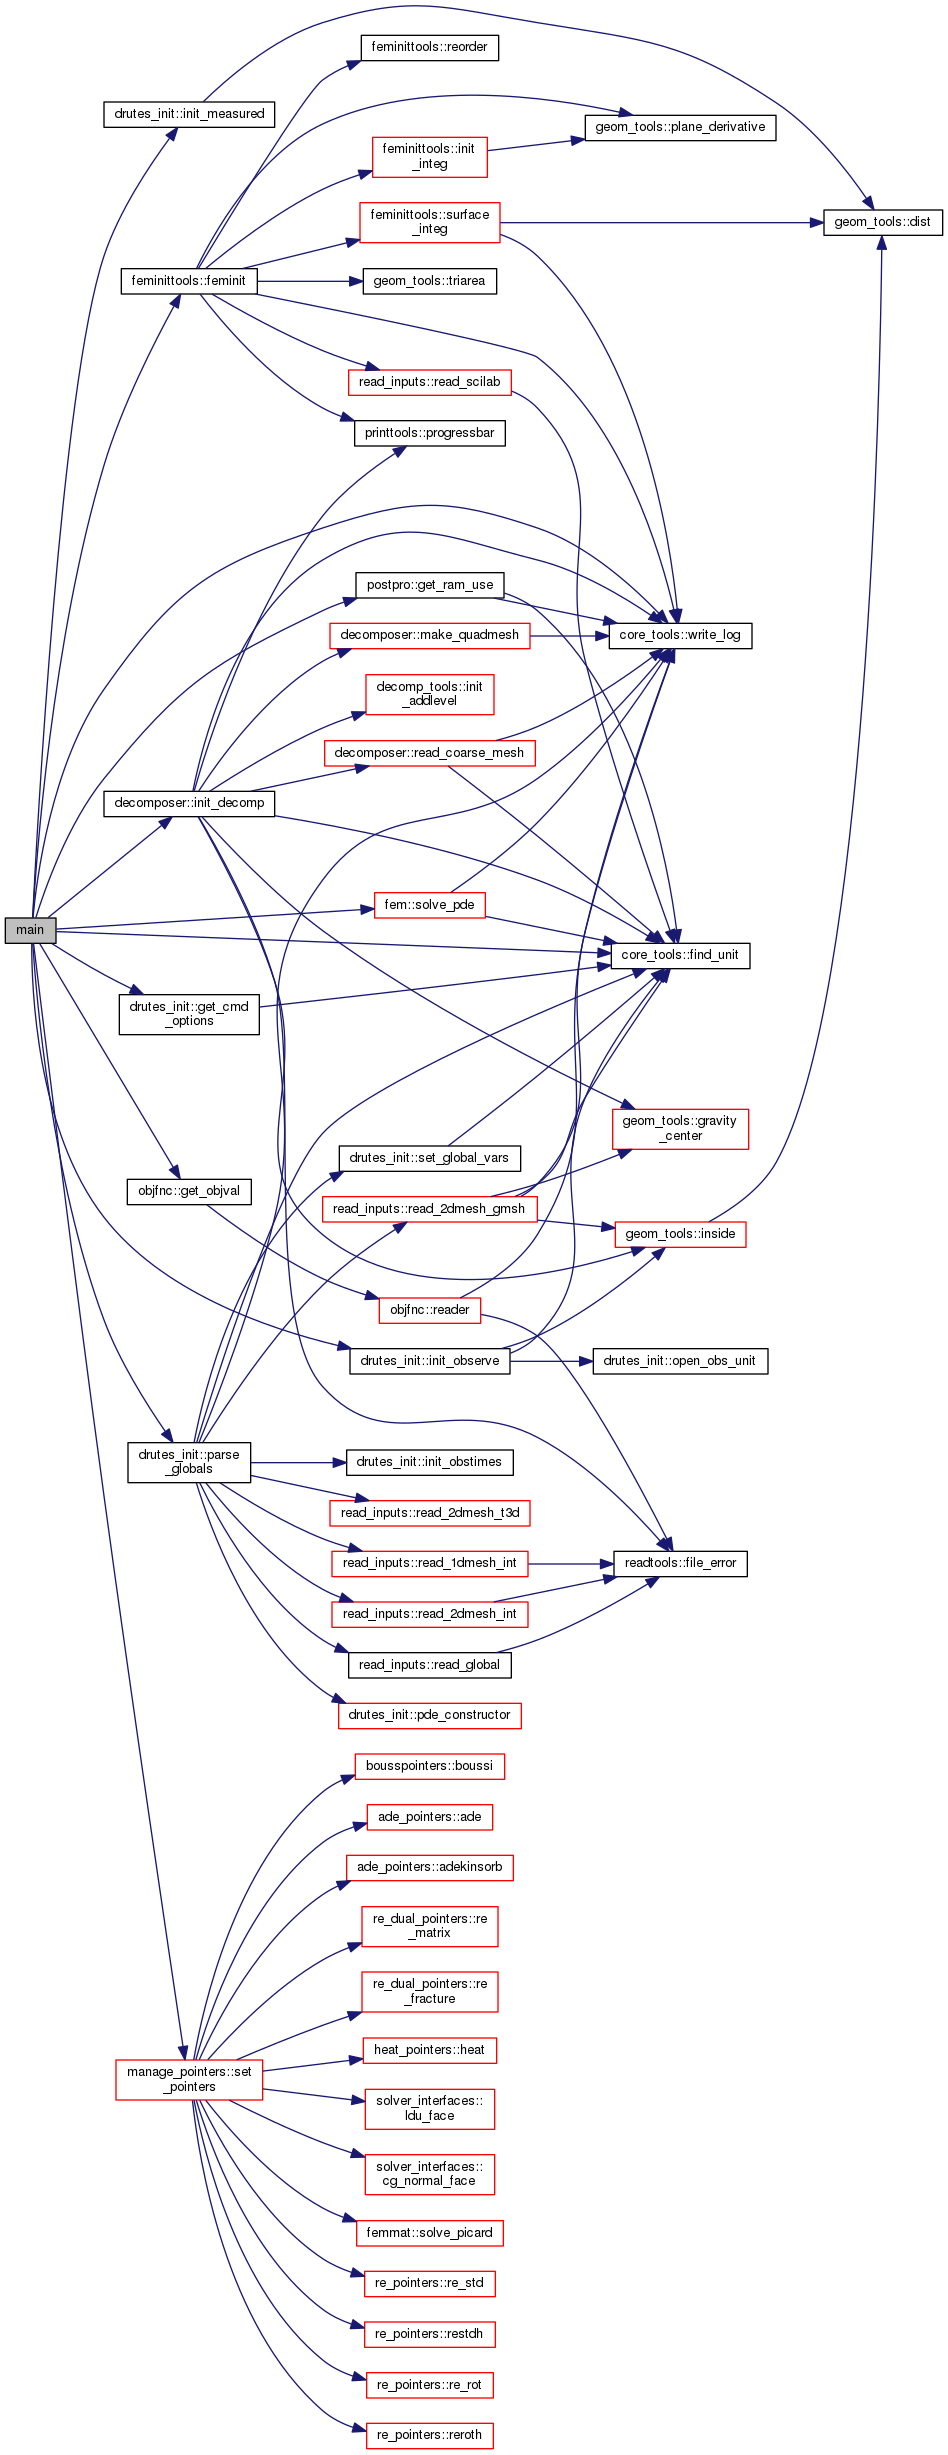 feminittools::reorder
drutes_init::init_measured
geom_tools::plane_derivative
feminittools::init
_integ
feminittools::surface
_integ
geom_tools::dist
feminittools::feminit
geom_tools::triarea
read_inputs::read_scilab
printtools::progressbar
postpro::get_ram_use
decomposer::make_quadmesh
core_tools::write_log
decomp_tools::init
_addlevel
decomposer::read_coarse_mesh
decomposer::init_decomp
fem::solve_pde
main
core_tools::find_unit
drutes_init::get_cmd
_options
geom_tools::gravity
_center
drutes_init::set_global_vars
objfnc::get_objval
read_inputs::read_2dmesh_gmsh
geom_tools::inside
objfnc::reader
drutes_init::init_observe
drutes_init::open_obs_unit
drutes_init::parse
_globals
drutes_init::init_obstimes
read_inputs::read_2dmesh_t3d
read_inputs::read_1dmesh_int
readtools::file_error
read_inputs::read_2dmesh_int
read_inputs::read_global
drutes_init::pde_constructor
bousspointers::boussi
ade_pointers::ade
ade_pointers::adekinsorb
re_dual_pointers::re
_matrix
re_dual_pointers::re
_fracture
heat_pointers::heat
manage_pointers::set
_pointers
solver_interfaces::
ldu_face
solver_interfaces::
cg_normal_face
femmat::solve_picard
re_pointers::re_std
re_pointers::restdh
re_pointers::re_rot
re_pointers::reroth